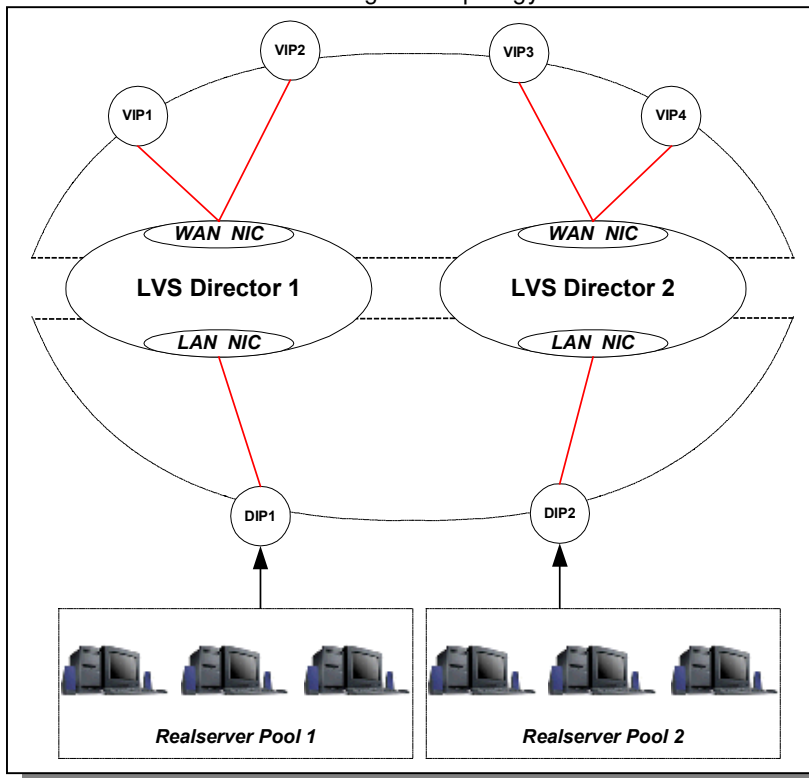 VIP2
VIP3
VIP1
VIP4
WAN NIC
WAN NIC
LVS Director 1
LVS Director 2
LAN NIC
LAN NIC
DIP1
DIP2
Realserver Pool 1
Realserver Pool 2